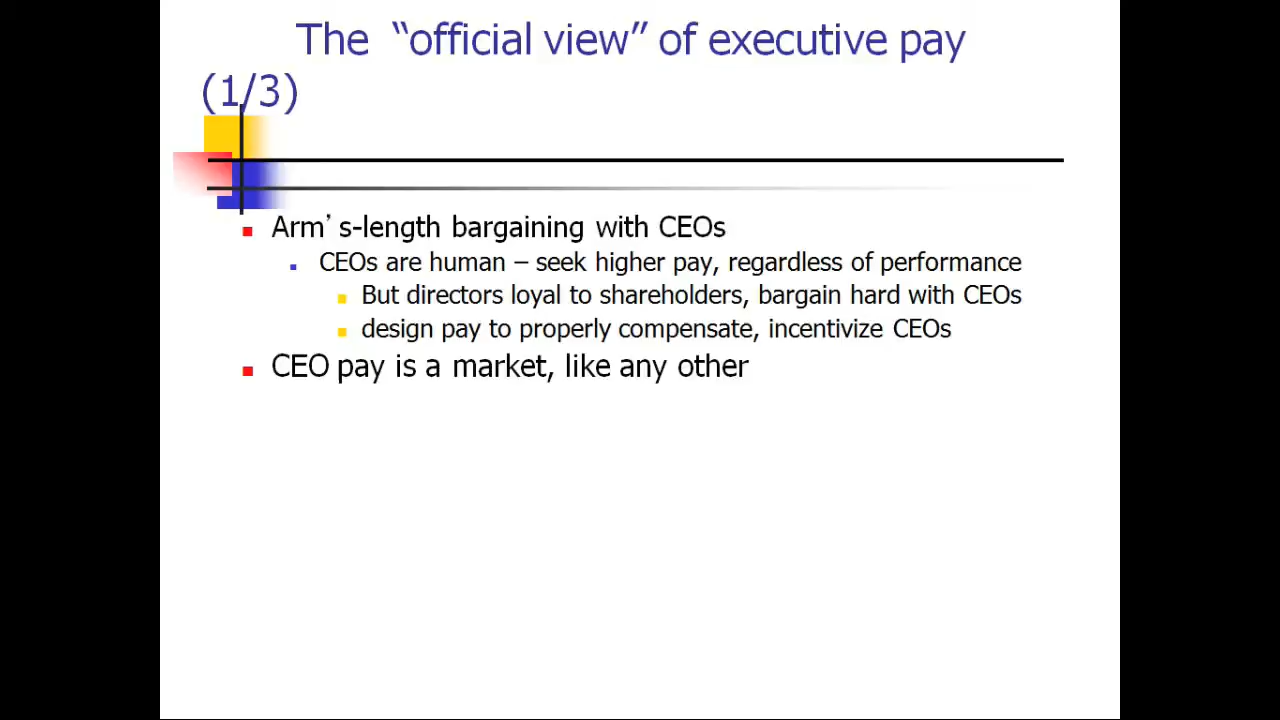 The “official view” of executive pay
(1/3)
Arm’s-length bargaining with CEOs
CEOs are human – seek higher pay, regardless of performance
But directors loyal to shareholders, bargain hard with CEOs
design pay to properly compensate, incentivize CEOs
CEO pay is a market, like any other